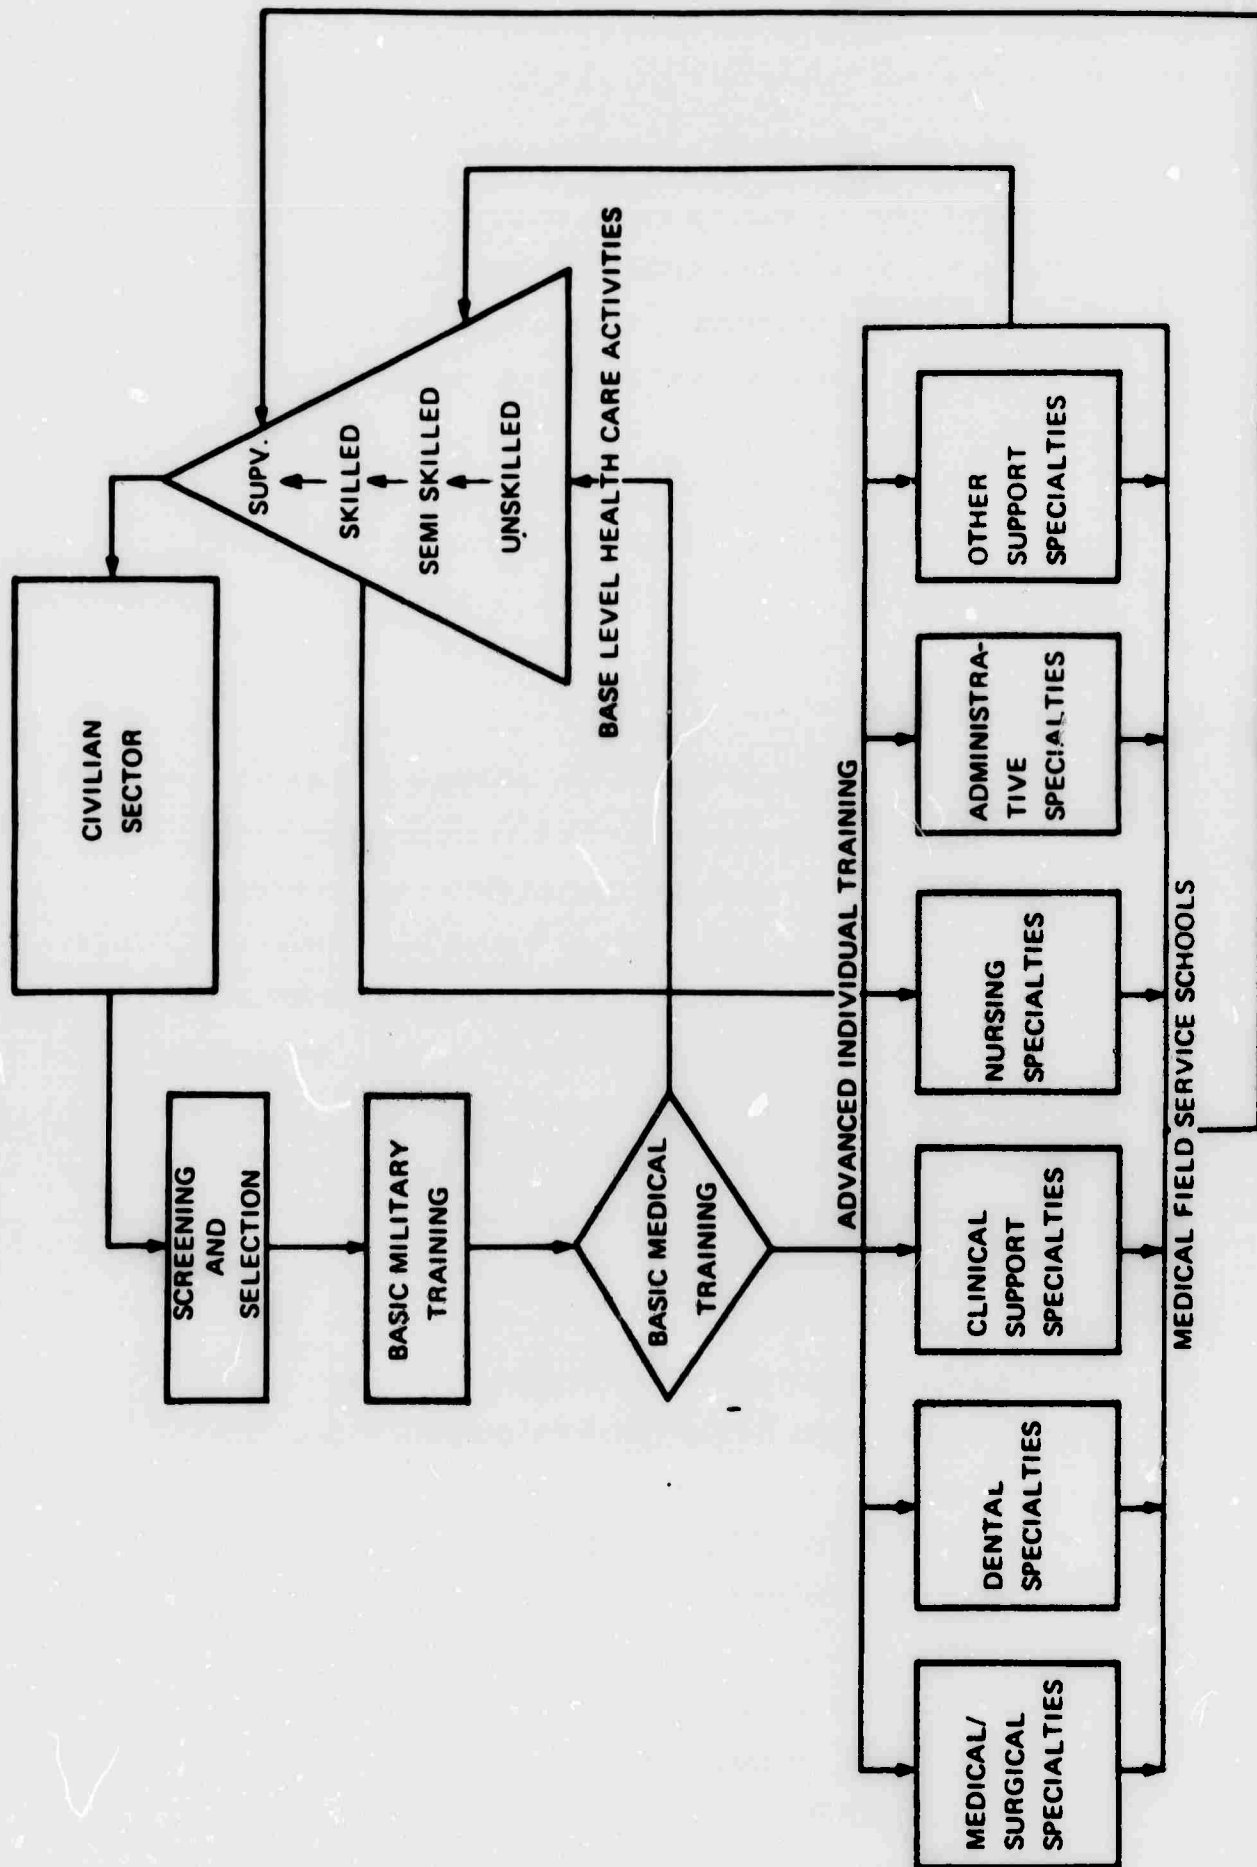 CIVILIAN
SECTOR
SCREENING
AND
SELECTION
BASIC MILITARY
TRAINING
BASIC MEDICAL
TRAINING
SUPV.
SKILLED
SEMI SKILLED
UNSKILLED
BASE LEVEL HEALTH CARE ACTIVITIES
ADVANCED INDIVIDUAL TRAINING
MEDICAL/
SURGICAL
SPECIALTIES
DENTAL
SPECIALTIES
CLINICAL
SUPPORT
SPECIALTIES
NURSING
SPECIALTIES
ADMINISTRA-
TIVE
SPECIALTIES
OTHER
SUPPORT
SPECIALTIES
MEDICAL FIELD SERVICE SCHOOLS